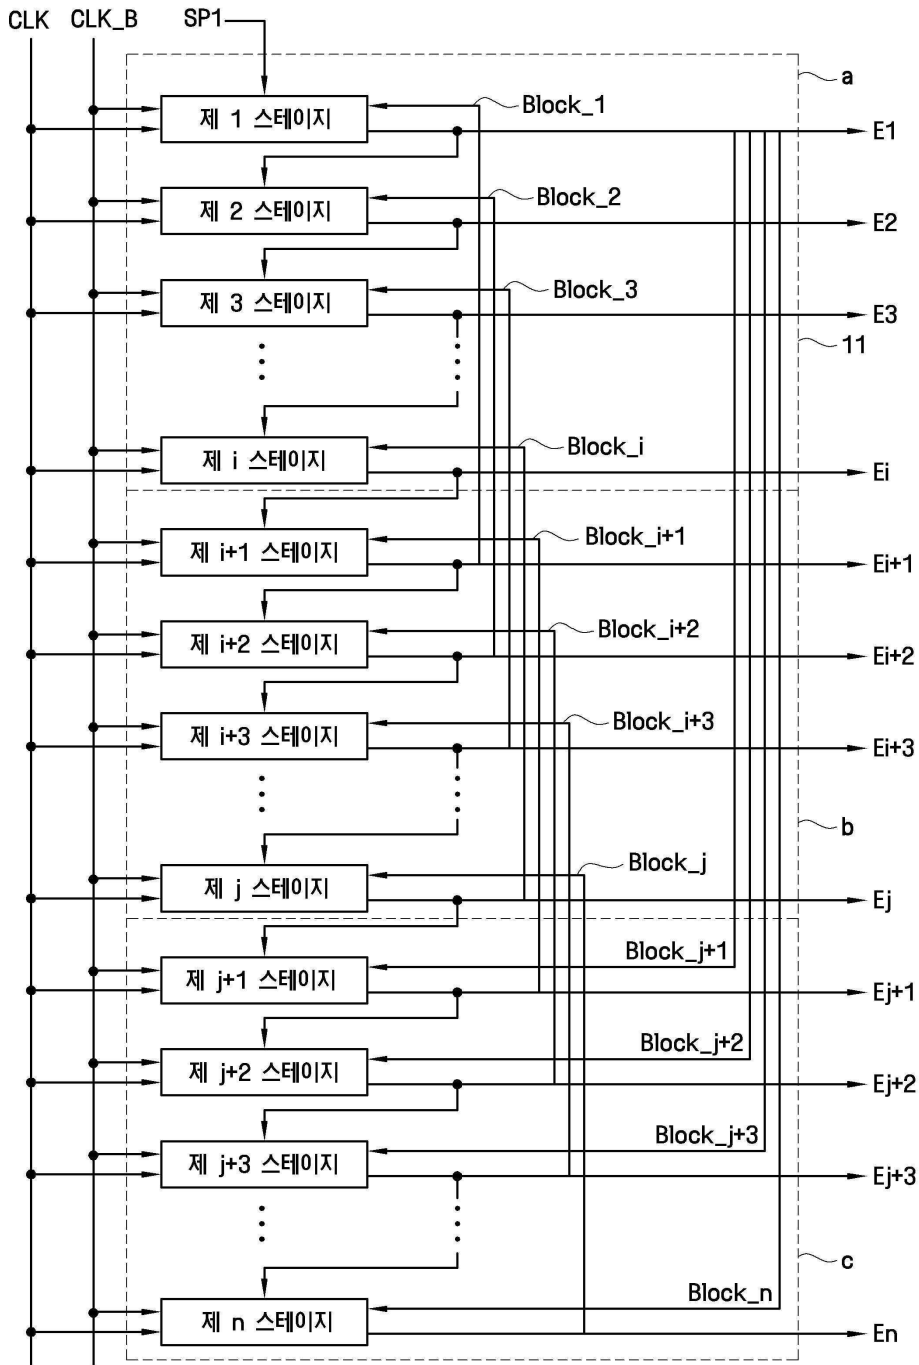 CLK CLK_B SP1
a
Block_1
제 1 스테이지
E1
Block_2
제 2 스테이지
E2
Block_3
제 3 스테이지
E3
11
Block_i
제 i 스테이지
Ei
Block_i+1
제 i+1 스테이지
Ei+1
Block_i+2
제 i+2 스테이지
Ei+2
Block_i+3
제 i+3 스테이지
Ei+3
b
Block_j
제 j 스테이지
Ej
Block_j+1
제 j+1 스테이지
Ej+1
Block_j+2
제 j+2 스테이지
Ej+2
Block_j+3
제 j+3 스테이지
Ej+3
c
Block_n
제 n 스테이지
En